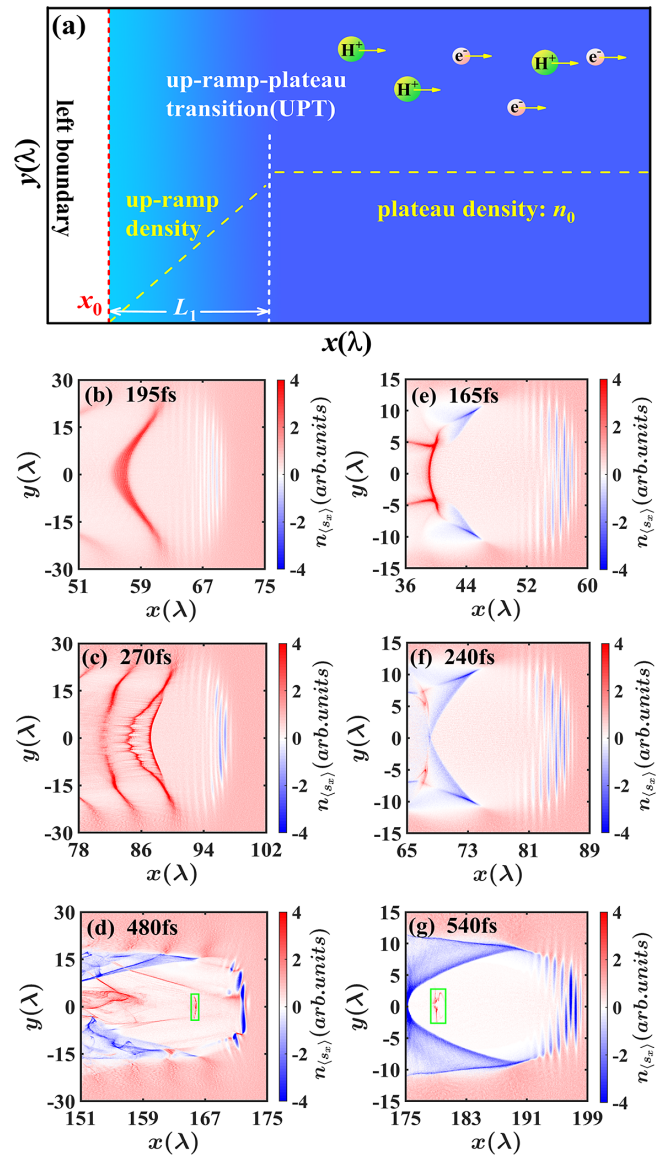 (a)
H⁺ e⁻ H⁺ e⁻
H⁺ e⁻
up-ramp-plateau
transition(UPT)
left boundary
y(λ)
up-ramp
density
plateau density: n₀
x₀
L₁
x(λ)
(b) 195fs
30
15
0
-15
-30
y(λ)
51 59 67 75
x(λ)
4
2
0
-2
-4
n⟨sₓ⟩(arb.units)
(e) 165fs
15
10
5
0
-5
-10
-15
y(λ)
36 44 52 60
x(λ)
4
2
0
-2
-4
n⟨sₓ⟩(arb.units)
(c) 270fs
30
15
0
-15
-30
y(λ)
78 86 94 102
x(λ)
4
2
0
-2
-4
n⟨sₓ⟩(arb.units)
(f) 240fs
15
10
5
0
-5
-10
-15
y(λ)
65 73 81 89
x(λ)
4
2
0
-2
-4
n⟨sₓ⟩(arb.units)
(d) 480fs
30
15
0
-15
-30
y(λ)
151 159 167 175
x(λ)
4
2
0
-2
-4
n⟨sₓ⟩(arb.units)
(g) 540fs
15
10
5
0
-5
-10
-15
y(λ)
175 183 191 199
x(λ)
4
2
0
-2
-4
n⟨sₓ⟩(arb.units)